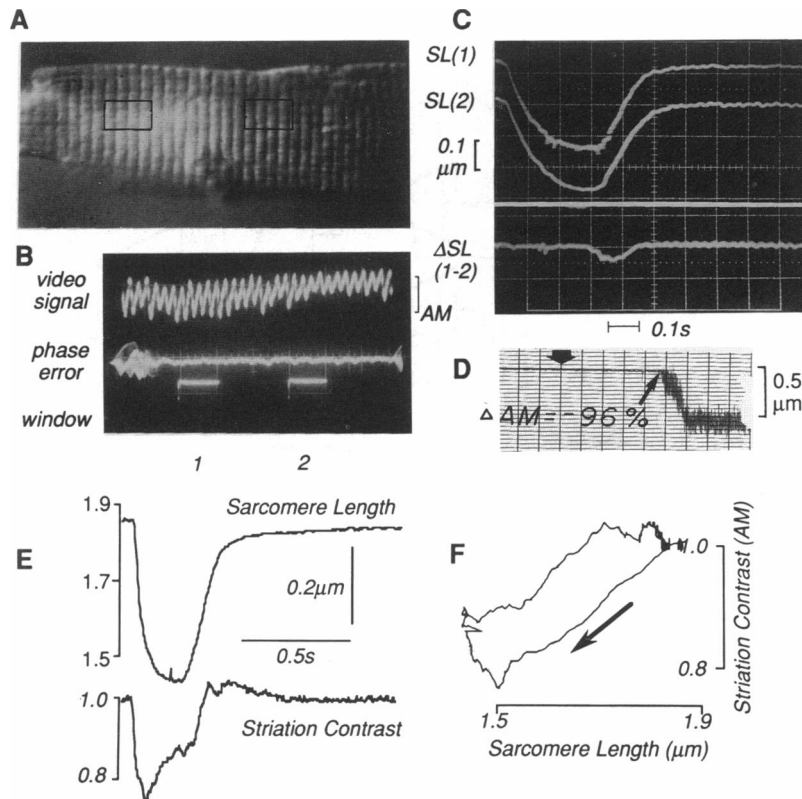 A
B
video
signal
AM
phase
error
window
1 2
C
SL(1)
SL(2)
0.1
μm
ΔSL
(1-2)
0.1s
D
0.5
μm
Δ AM = -96 %
E
1.9
1.7
1.5
Sarcomere Length
0.2μm
0.5s
1.0
0.8
Striation Contrast
F
1.0
0.8
Striation Contrast (AM)
1.5 1.9
Sarcomere Length (μm)